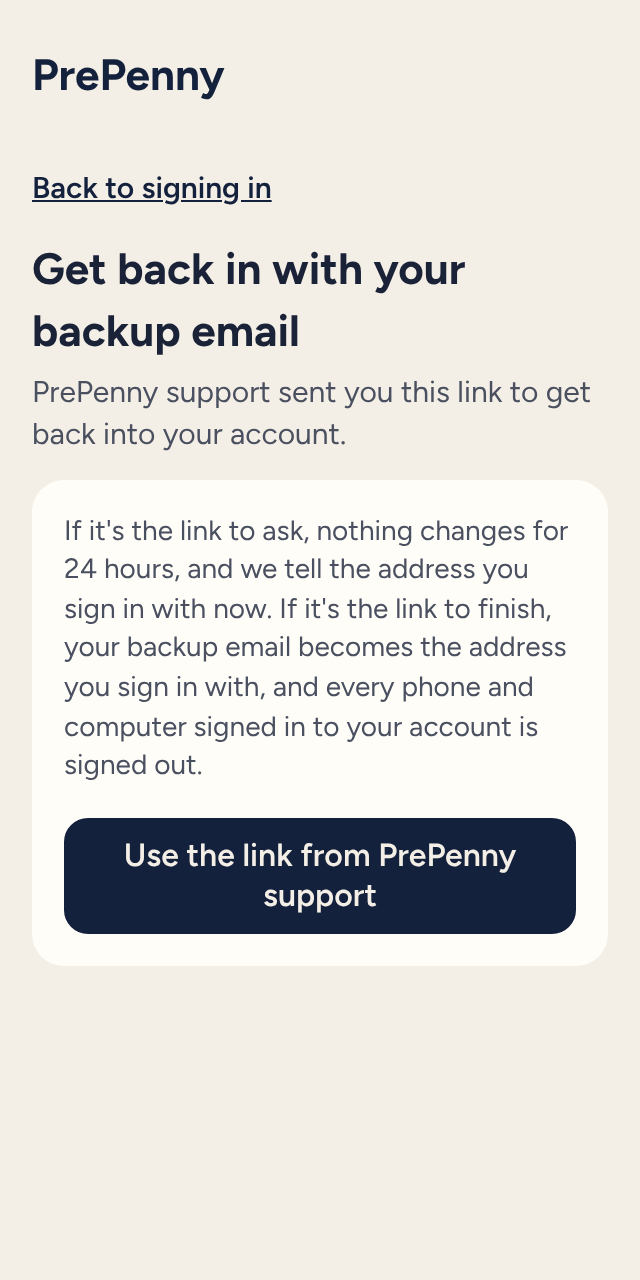 PrePenny
Back to signing in
Get back in with your
backup email
PrePenny support sent you this link to get
back into your account.
If it's the link to ask, nothing changes for
24 hours, and we tell the address you
sign in with now. If it's the link to finish,
your backup email becomes the address
you sign in with, and every phone and
computer signed in to your account is
signed out.
Use the link from PrePenny
support